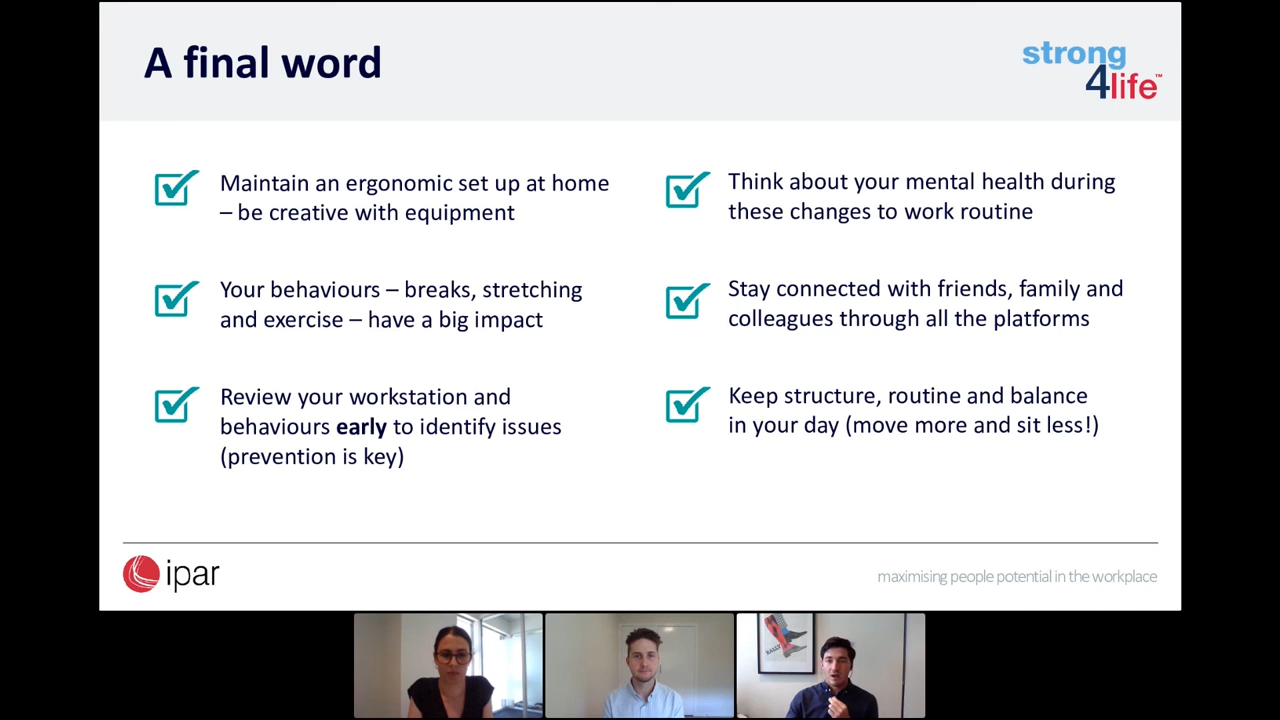 A final word
strong
4life™
Maintain an ergonomic set up at home
– be creative with equipment
Your behaviours – breaks, stretching
and exercise – have a big impact
Review your workstation and
behaviours early to identify issues
(prevention is key)
Think about your mental health during
these changes to work routine
Stay connected with friends, family and
colleagues through all the platforms
Keep structure, routine and balance
in your day (move more and sit less!)
ipar
maximising people potential in the workplace
RALLY